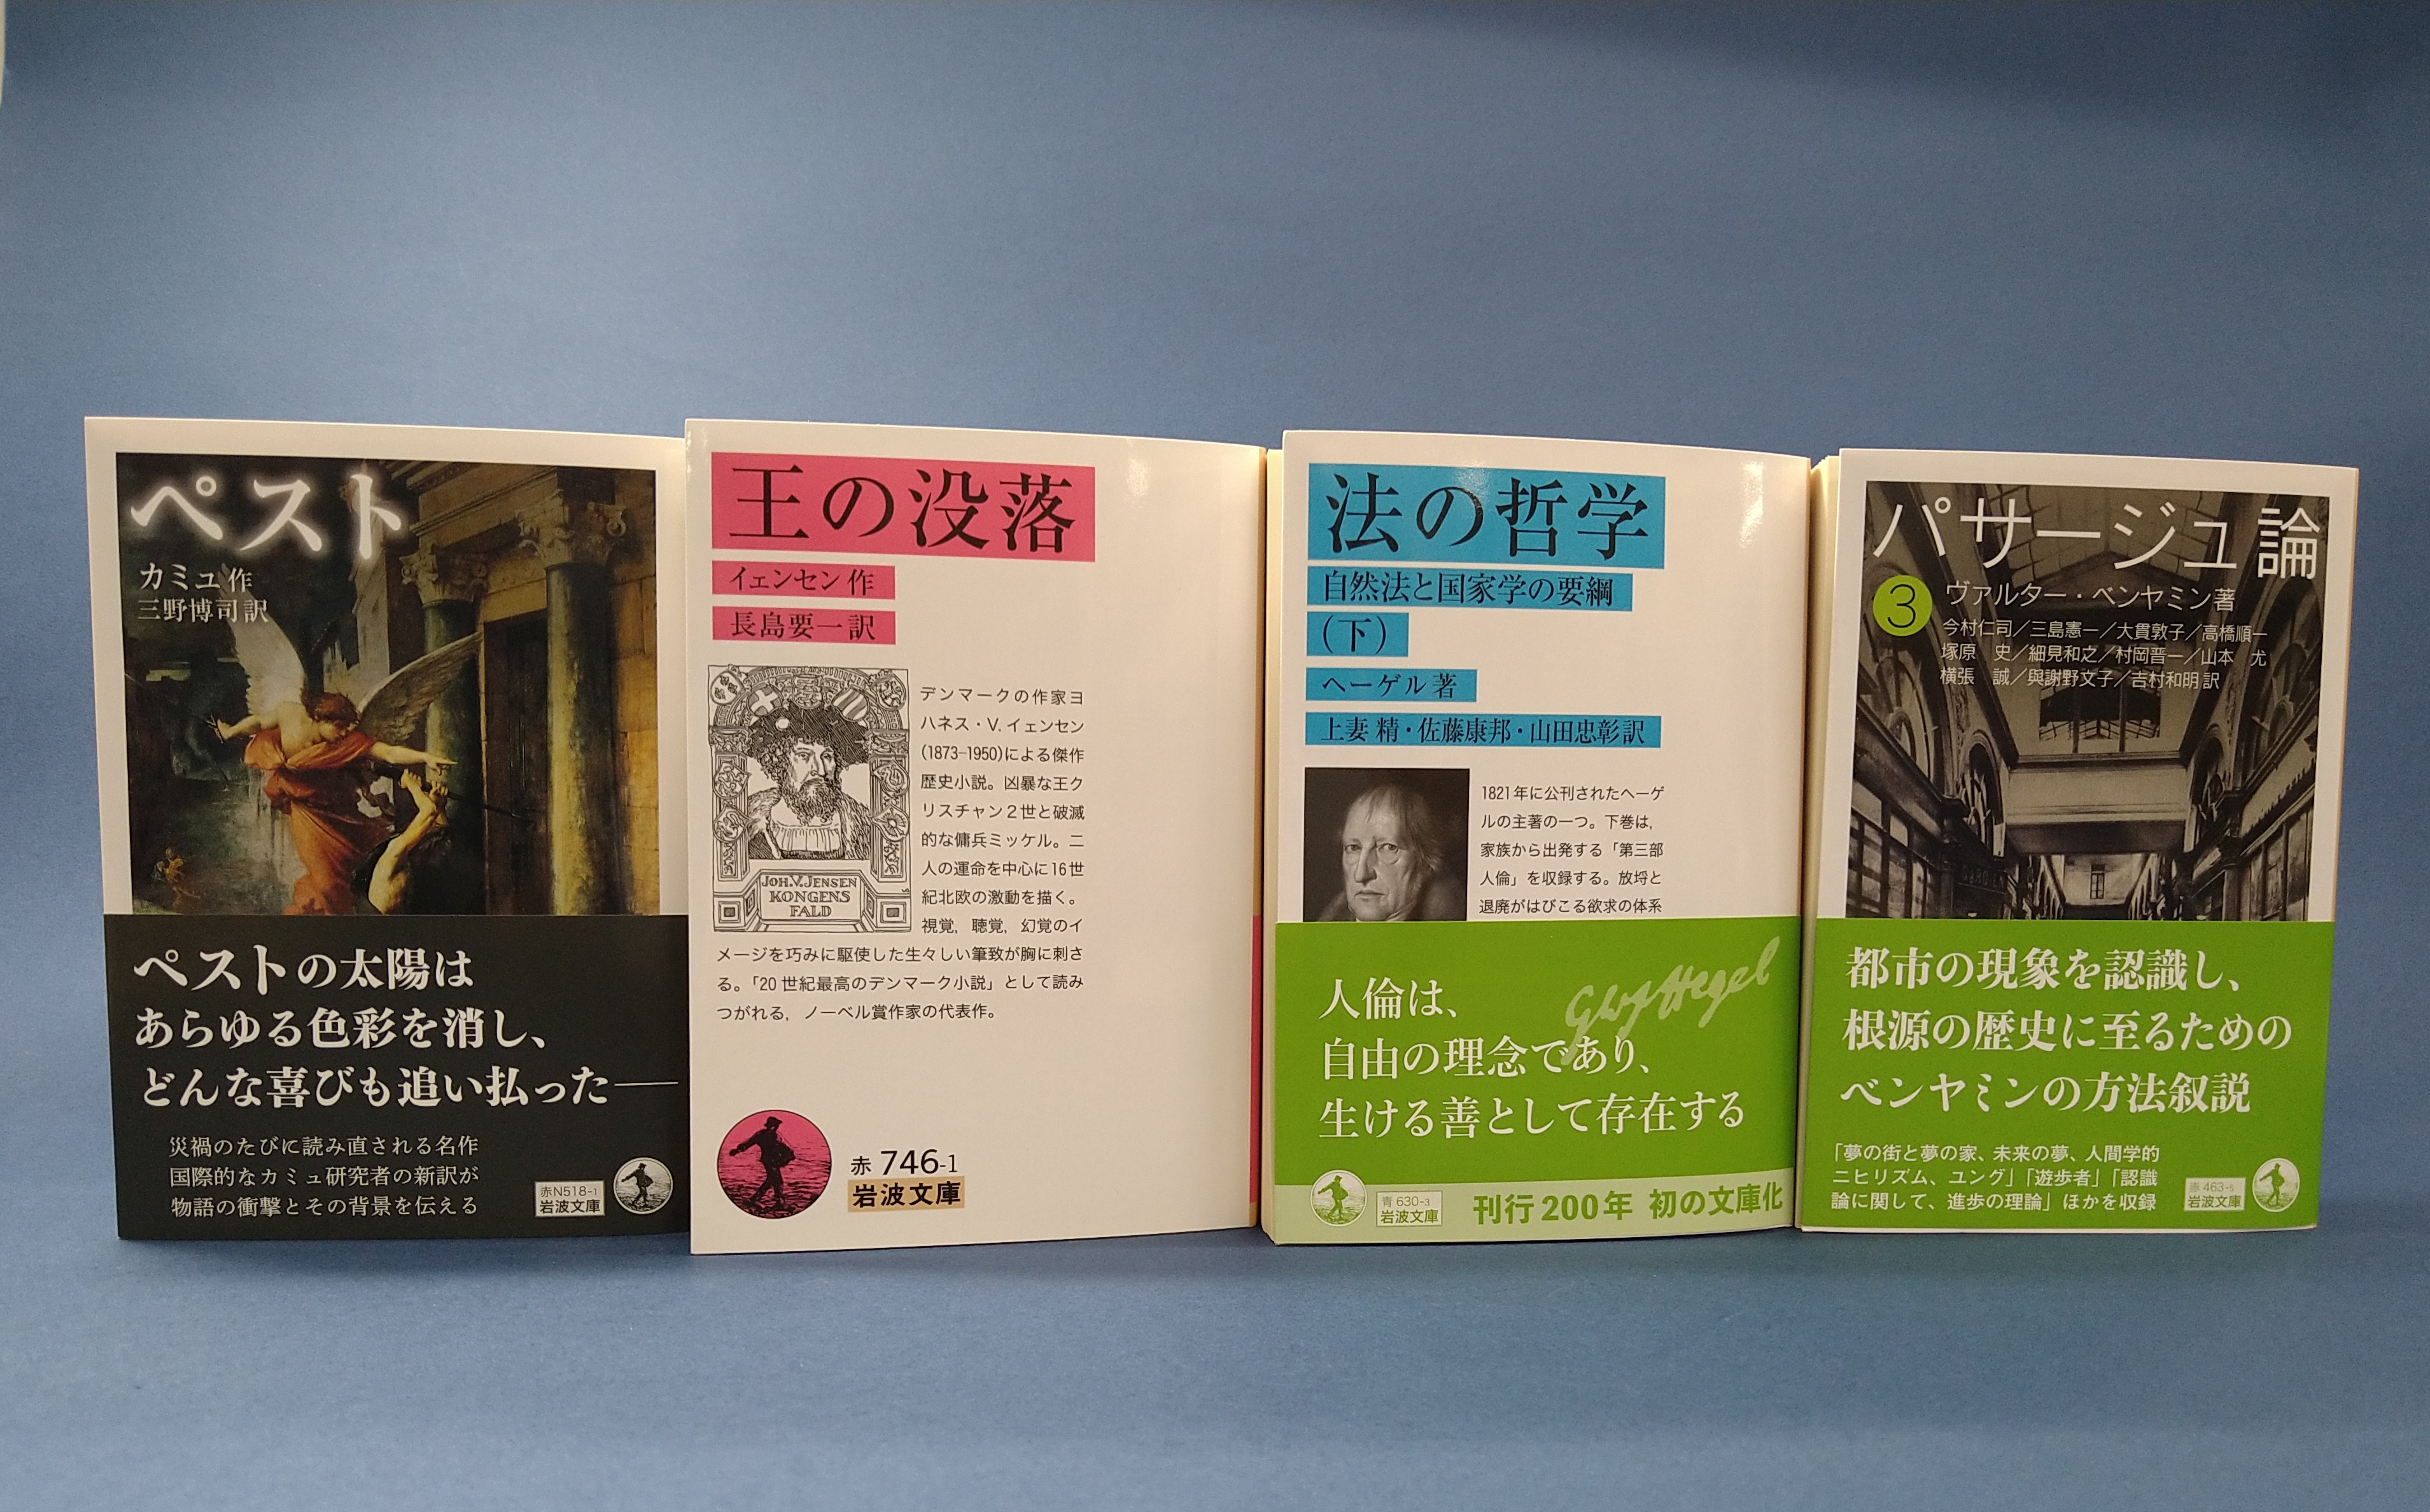 ペスト
カミユ作
三野博司訳
ペストの太陽は
あらゆる色彩を消し、
どんな喜びも追い払った──
災禍のたびに読み直される名作
国際的なカミュ研究者の新訳が
物語の衝撃とその背景を伝える
赤N518-1
岩波文庫
王の没落
イェンセン作
長島要一訳
デンマークの作家ヨ
ハネス・V.イェンセン
(1873-1950)による傑作
歴史小説。凶暴な王ク
リスチャン2世と破滅
的な傭兵ミッケル。二
人の運命を中心に16世
紀北欧の激動を描く。
視覚，聴覚，幻覚のイ
メージを巧みに駆使した生々しい筆致が胸に刺さ
る。「20世紀最高のデンマーク小説」として読み
つがれる，ノーベル賞作家の代表作。
JOH.V.JENSEN
KONGENS
FALD
赤 746-1
岩波文庫
法の哲学
自然法と国家学の要綱
(下)
ヘーゲル著
上妻 精・佐藤康邦・山田忠彰訳
1821年に公刊されたヘーゲ
ルの主著の一つ。下巻は，
家族から出発する「第三部
人倫」を収録する。放埒と
退廃がはびこる欲求の体系
人倫は、
自由の理念であり、
生ける善として存在する
青 630-3
岩波文庫
刊行200年 初の文庫化
パサージュ論
3
ヴァルター・ベンヤミン著
今村仁司／三島憲一／大貫敦子／高橋順一
塚原　史／細見和之／村岡晋一／山本　尤
横張　誠／與謝野文子／吉村和明訳
都市の現象を認識し、
根源の歴史に至るための
ベンヤミンの方法叙説
「夢の街と夢の家、未来の夢、人間学的
ニヒリズム、ユング」「遊歩者」「認識
論に関して、進歩の理論」ほかを収録
赤 463-5
岩波文庫